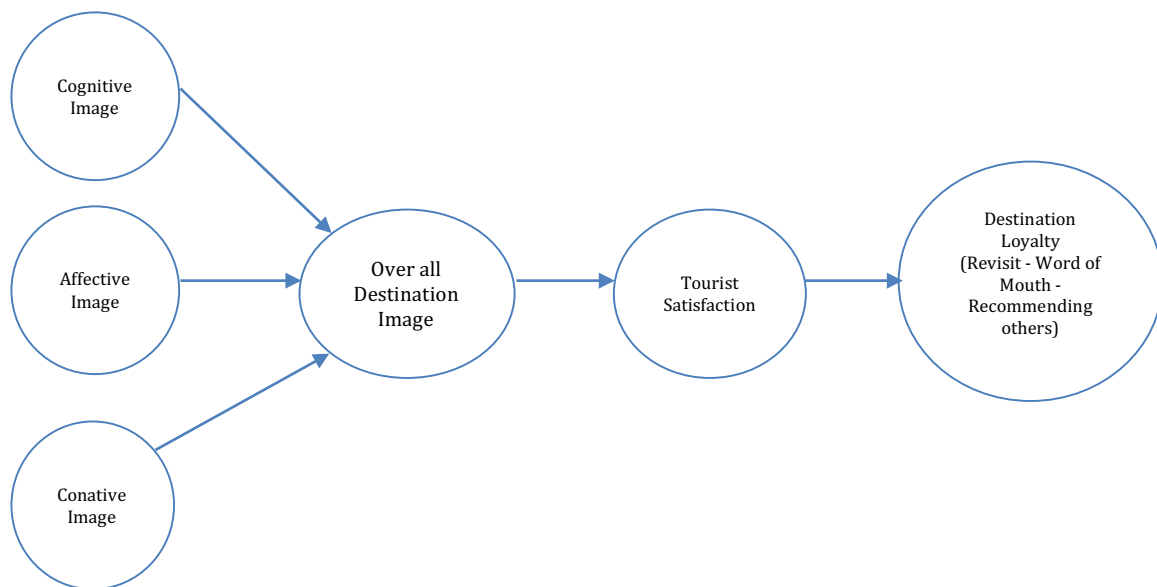 Cognitive
Image
Affective
Image
Conative
Image
Over all
Destination
Image
Tourist
Satisfaction
Destination
Loyalty
(Revisit - Word of
Mouth -
Recommending
others)